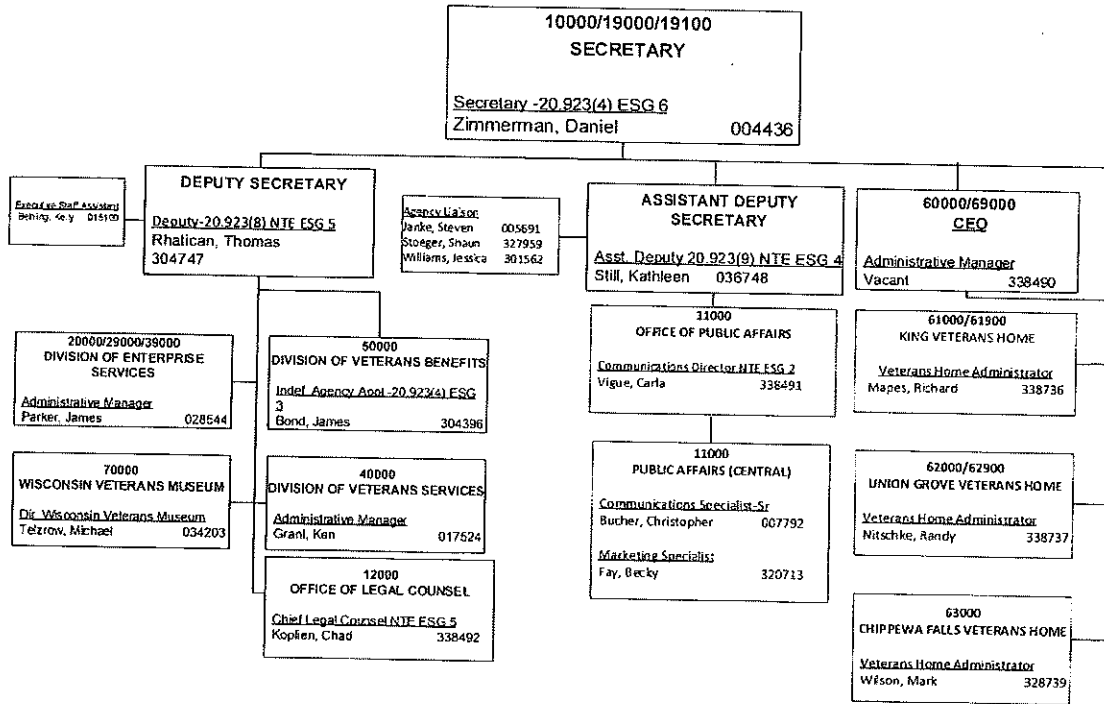 10000/19000/19100
SECRETARY
Secretary -20.923(4) ESG 6
Zimmerman, Daniel 004436
Executive Staff Assistant
DEPUTY SECRETARY
Deputy-20.923(8) NTE ESG 5
Rhatican, Thomas
304747
Agency Liaison
Janke, Steven 005691
Stoeger, Shaun 327959
Williams, Jessica 301562
ASSISTANT DEPUTY
SECRETARY
Asst. Deputy 20.923(9) NTE ESG 4
Still, Kathleen 036748
60000/69000
CEO
Administrative Manager
Vacant 338490
20000/29000/39000
DIVISION OF ENTERPRISE
SERVICES
Administrative Manager
Parker, James 028544
50000
DIVISION OF VETERANS BENEFITS
Indef. Agency Appt -20.923(4) ESG
3
Bond, James 304396
11000
OFFICE OF PUBLIC AFFAIRS
Communications Director NTE ESG 2
Vigue, Carla 338491
61000/61900
KING VETERANS HOME
Veterans Home Administrator
Mapes, Richard 338736
70000
WISCONSIN VETERANS MUSEUM
Dir. Wisconsin Veterans Museum
Telzrow, Michael 034203
40000
DIVISION OF VETERANS SERVICES
Administrative Manager
Grant, Ken 017524
11000
PUBLIC AFFAIRS (CENTRAL)
Communications Specialist-Sr
Bucher, Christopher 007792
Marketing Specialist
Fay, Becky 320713
62000/62900
UNION GROVE VETERANS HOME
Veterans Home Administrator
Nitschke, Randy 338737
12000
OFFICE OF LEGAL COUNSEL
Chief Legal Counsel NTE ESG 5
Koplien, Chad 338492
63000
CHIPPEWA FALLS VETERANS HOME
Veterans Home Administrator
Wilson, Mark 328739